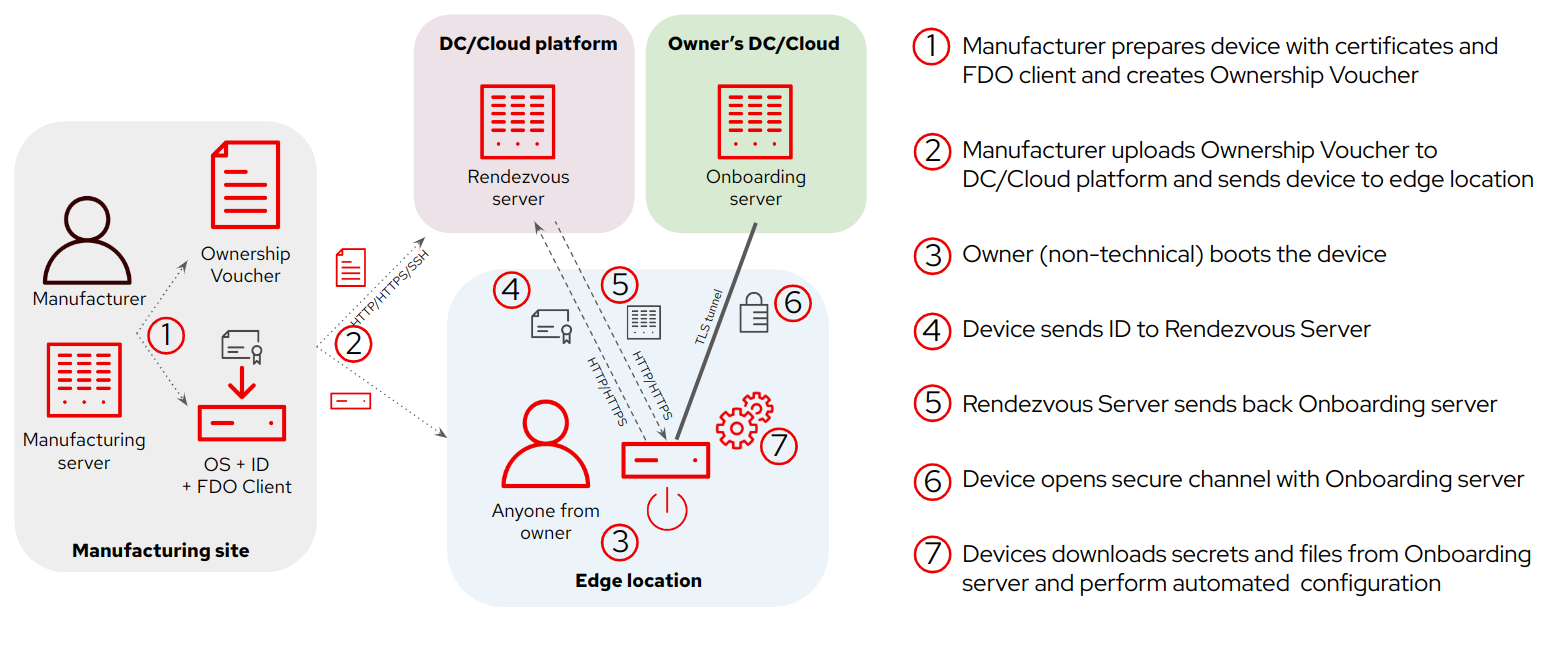 DC/Cloud platform
Rendezvous
server
Owner's DC/Cloud
Onboarding
server
Ownership
Voucher
Manufacturer
1
Manufacturing
server
OS + ID
+ FDO Client
Manufacturing site
HTTP/HTTPS/SSH
2
4
5
6
HTTP/HTTPS
HTTP/HTTPS
TLS tunnel
7
Anyone from
owner
3
Edge location
1 Manufacturer prepares device with certificates and
FDO client and creates Ownership Voucher
2 Manufacturer uploads Ownership Voucher to
DC/Cloud platform and sends device to edge location
3 Owner (non-technical) boots the device
4 Device sends ID to Rendezvous Server
5 Rendezvous Server sends back Onboarding server
6 Device opens secure channel with Onboarding server
7 Devices downloads secrets and files from Onboarding
server and perform automated configuration